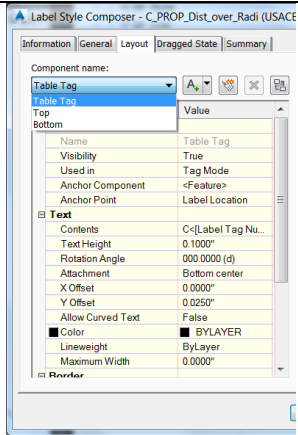 Label Style Composer - C_PROP_Dist_over_Radi (USACE
Information General Layout Dragged State Summary
Component name:
Table Tag
Table Tag
Top
Bottom
Value
Name Table Tag
Visibility True
Used in Tag Mode
Anchor Component <Feature>
Anchor Point Label Location
Text
Contents C<[Label Tag Nu...
Text Height 0.1000"
Rotation Angle 000.0000 (d)
Attachment Bottom center
X Offset 0.0000"
Y Offset 0.0250"
Allow Curved Text False
Color BYLAYER
Lineweight ByLayer
Maximum Width 0.0000"
Border